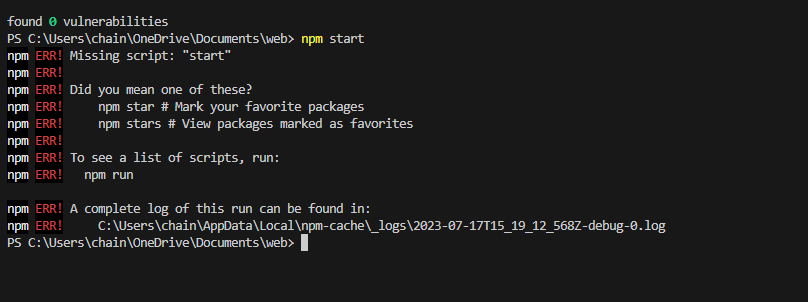 found 0 vulnerabilities
PS C:\Users\chain\OneDrive\Documents\web> npm start
npm ERR! Missing script: "start"
npm ERR!
npm ERR! Did you mean one of these?
npm ERR!     npm star # Mark your favorite packages
npm ERR!     npm stars # View packages marked as favorites
npm ERR!
npm ERR! To see a list of scripts, run:
npm ERR!   npm run

npm ERR! A complete log of this run can be found in:
npm ERR!     C:\Users\chain\AppData\Local\npm-cache\_logs\2023-07-17T15_19_12_568Z-debug-0.log
PS C:\Users\chain\OneDrive\Documents\web>